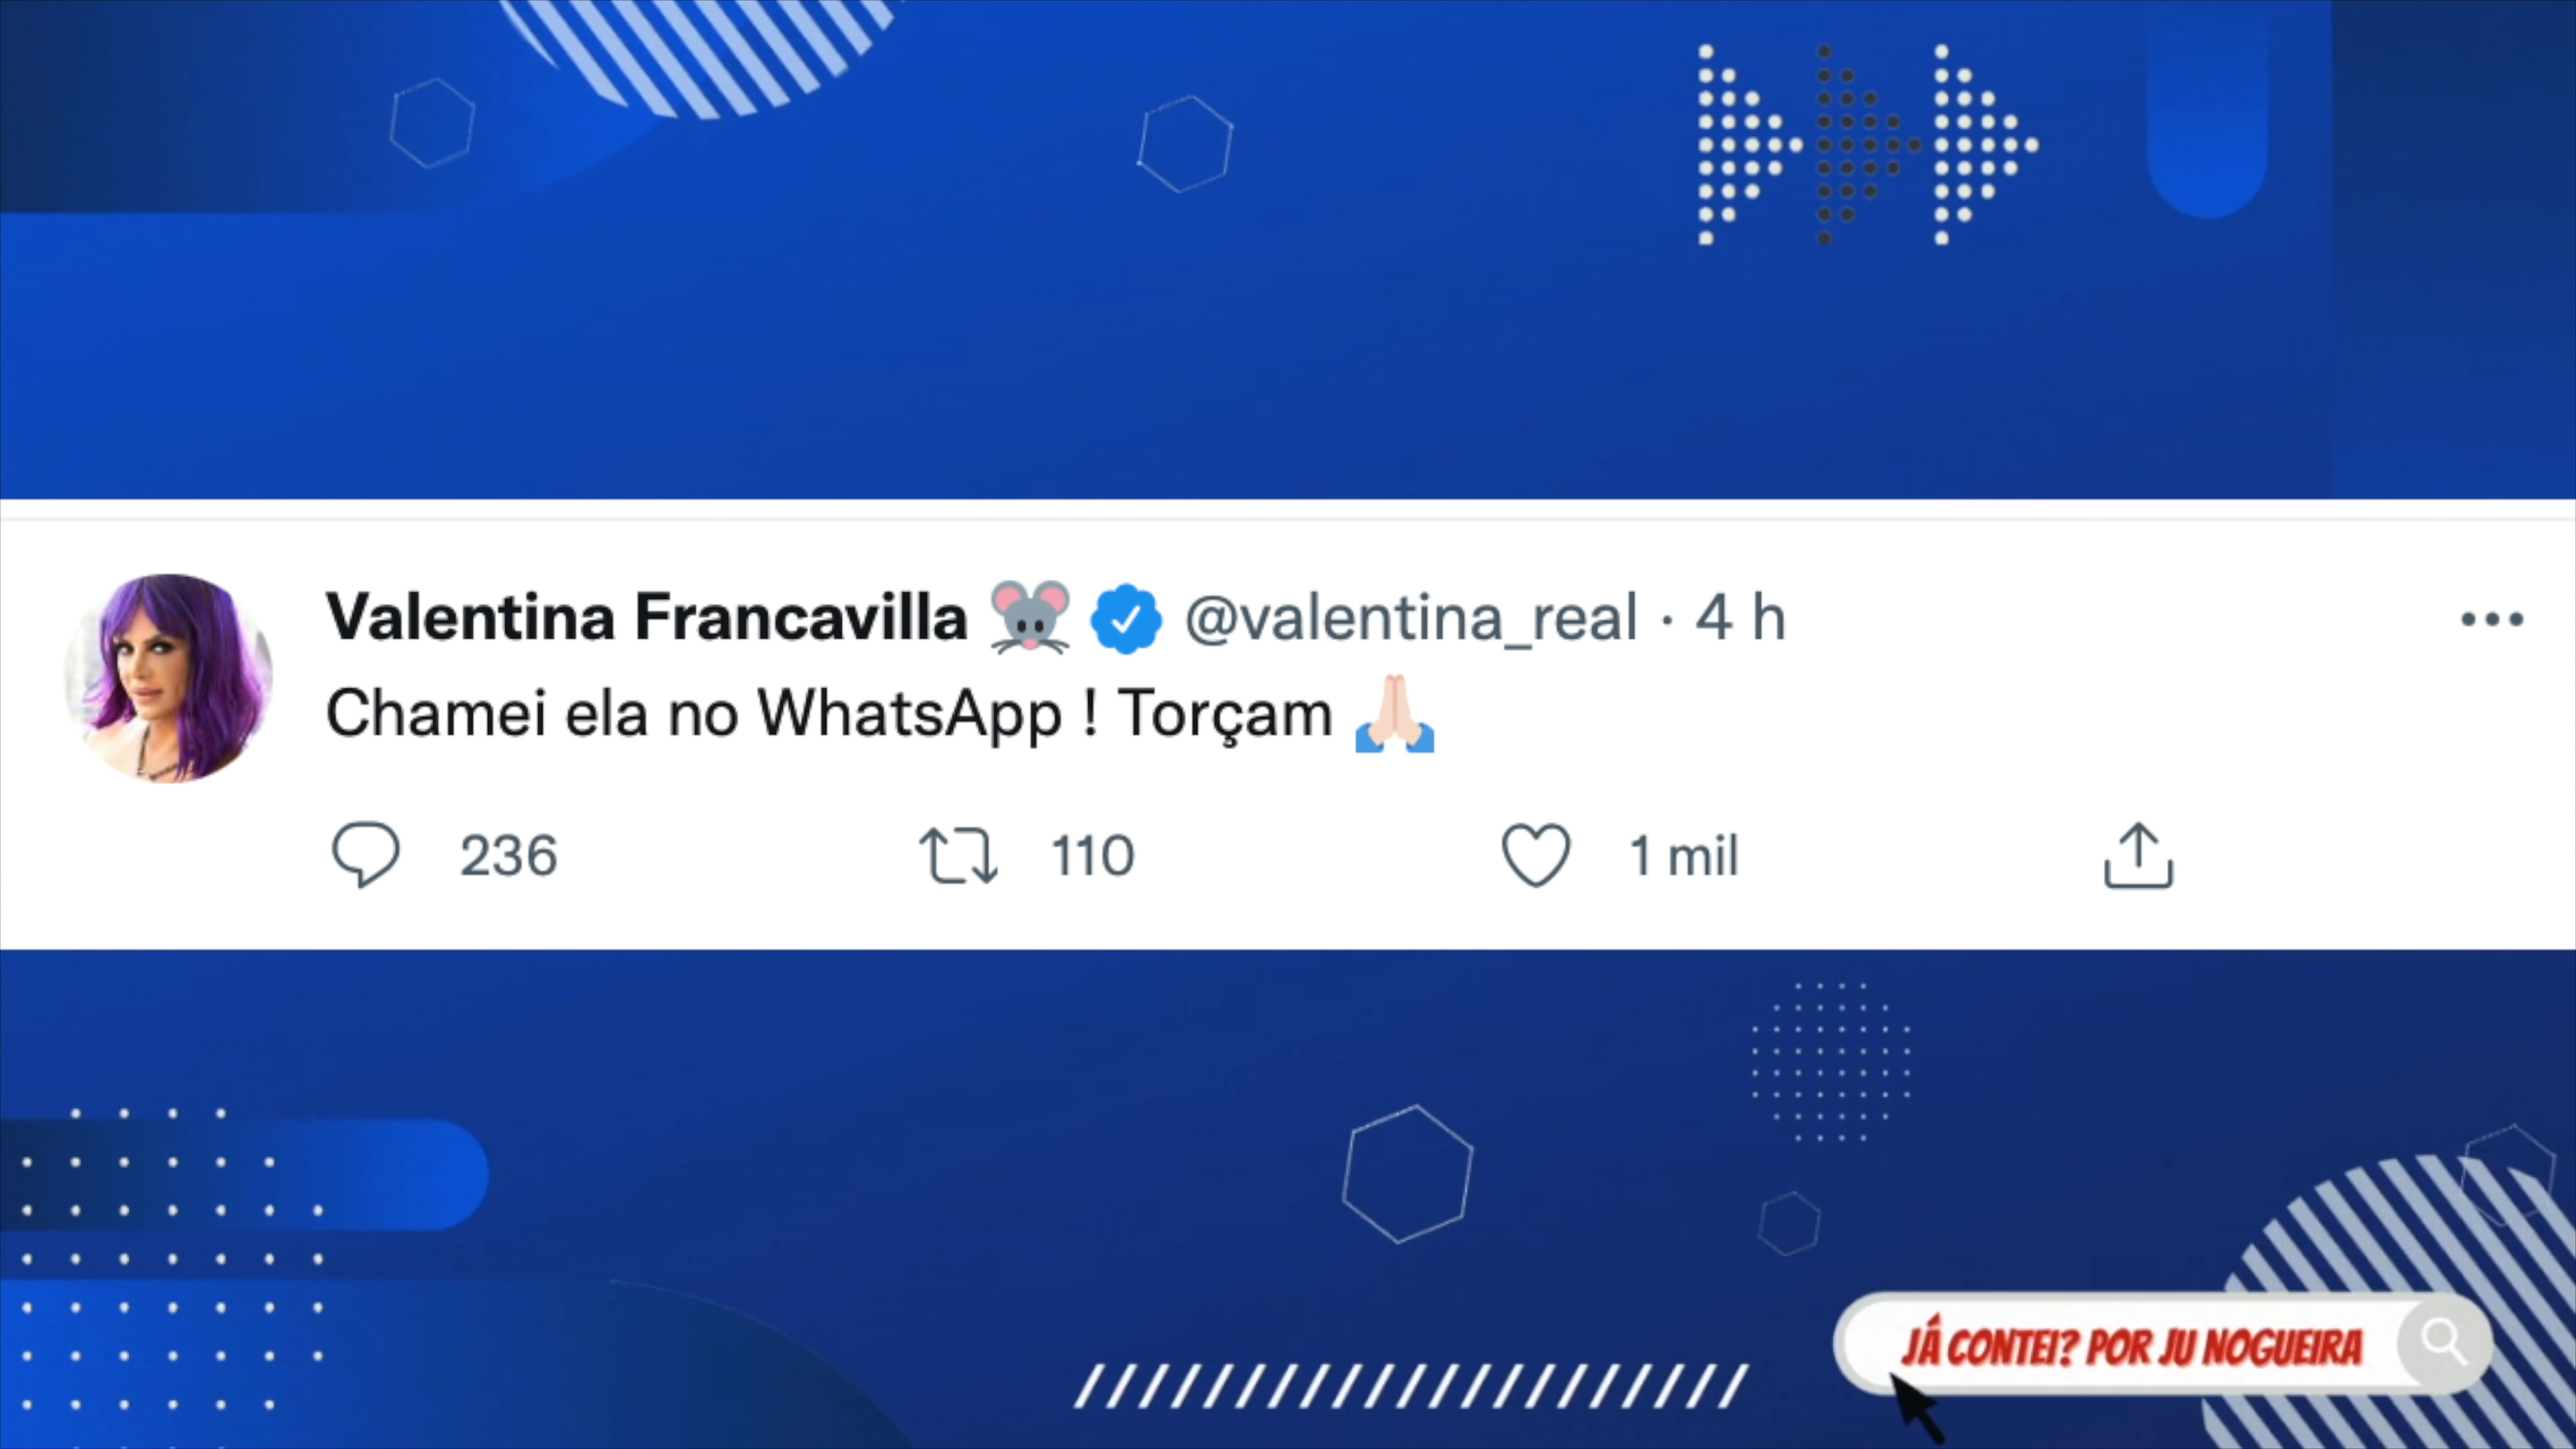 Valentina Francavilla 🐭 @valentina_real · 4 h
Chamei ela no WhatsApp ! Torçam 🙏🏻
236 110 1 mil
JÁ CONTEI? POR JU NOGUEIRA